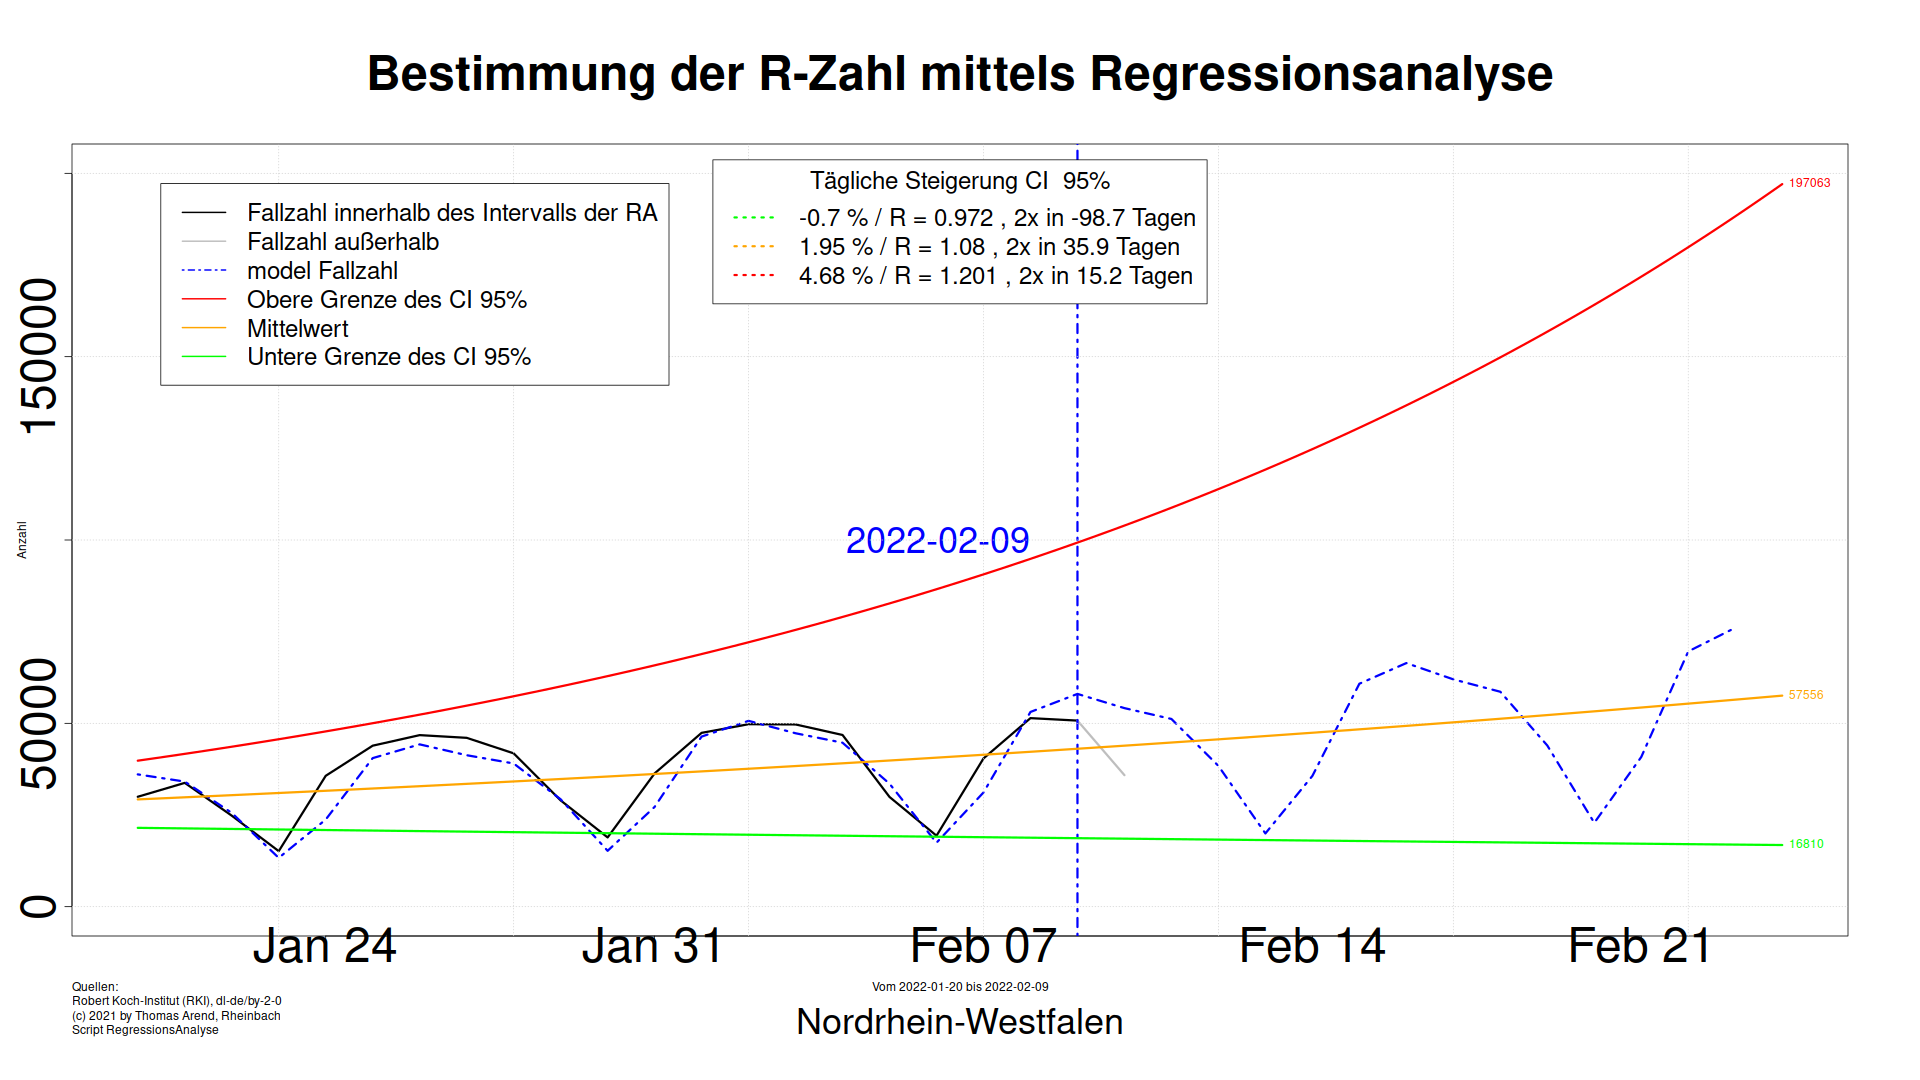 Bestimmung der R-Zahl mittels Regressionsanalyse
Fallzahl innerhalb des Intervalls der RA
Fallzahl außerhalb
model Fallzahl
Obere Grenze des CI 95%
Mittelwert
Untere Grenze des CI 95%
Tägliche Steigerung CI  95%
-0.7 % / R = 0.972 , 2x in -98.7 Tagen
1.95 % / R = 1.08 , 2x in 35.9 Tagen
4.68 % / R = 1.201 , 2x in 15.2 Tagen
197063
57556
16810
2022-02-09
Anzahl
150000
50000
0
Jan 24
Jan 31
Feb 07
Feb 14
Feb 21
Quellen:
Robert Koch-Institut (RKI), dl-de/by-2-0
(c) 2021 by Thomas Arend, Rheinbach
Script RegressionsAnalyse
Vom 2022-01-20 bis 2022-02-09
Nordrhein-Westfalen